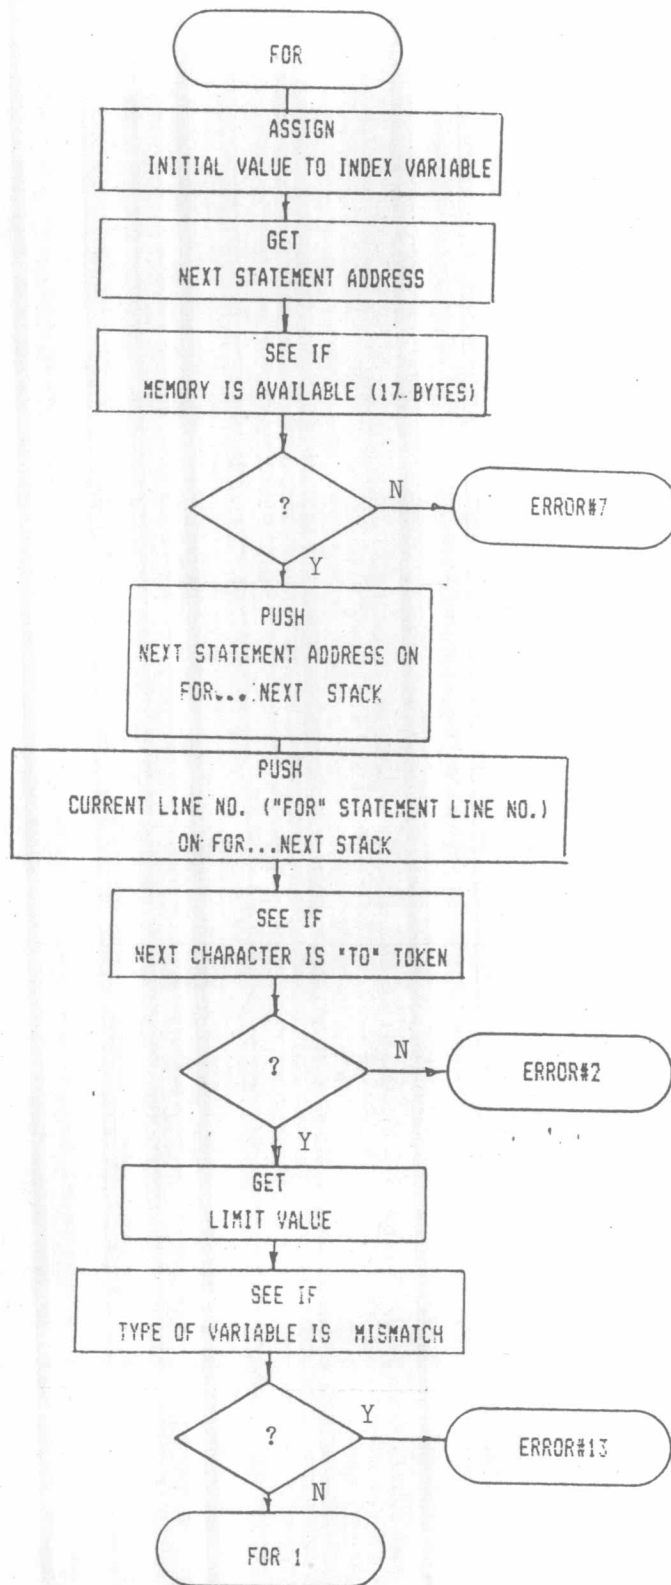 FOR
ASSIGN
INITIAL VALUE TO INDEX VARIABLE
GET
NEXT STATEMENT ADDRESS
SEE IF
MEMORY IS AVAILABLE (17 BYTES)
?
N
ERROR#7
Y
PUSH
NEXT STATEMENT ADDRESS ON
FOR...NEXT STACK
PUSH
CURRENT LINE NO. ("FOR" STATEMENT LINE NO.)
ON FOR...NEXT STACK
SEE IF
NEXT CHARACTER IS "TO" TOKEN
?
N
ERROR#2
Y
GET
LIMIT VALUE
SEE IF
TYPE OF VARIABLE IS MISMATCH
?
Y
ERROR#13
N
FOR 1